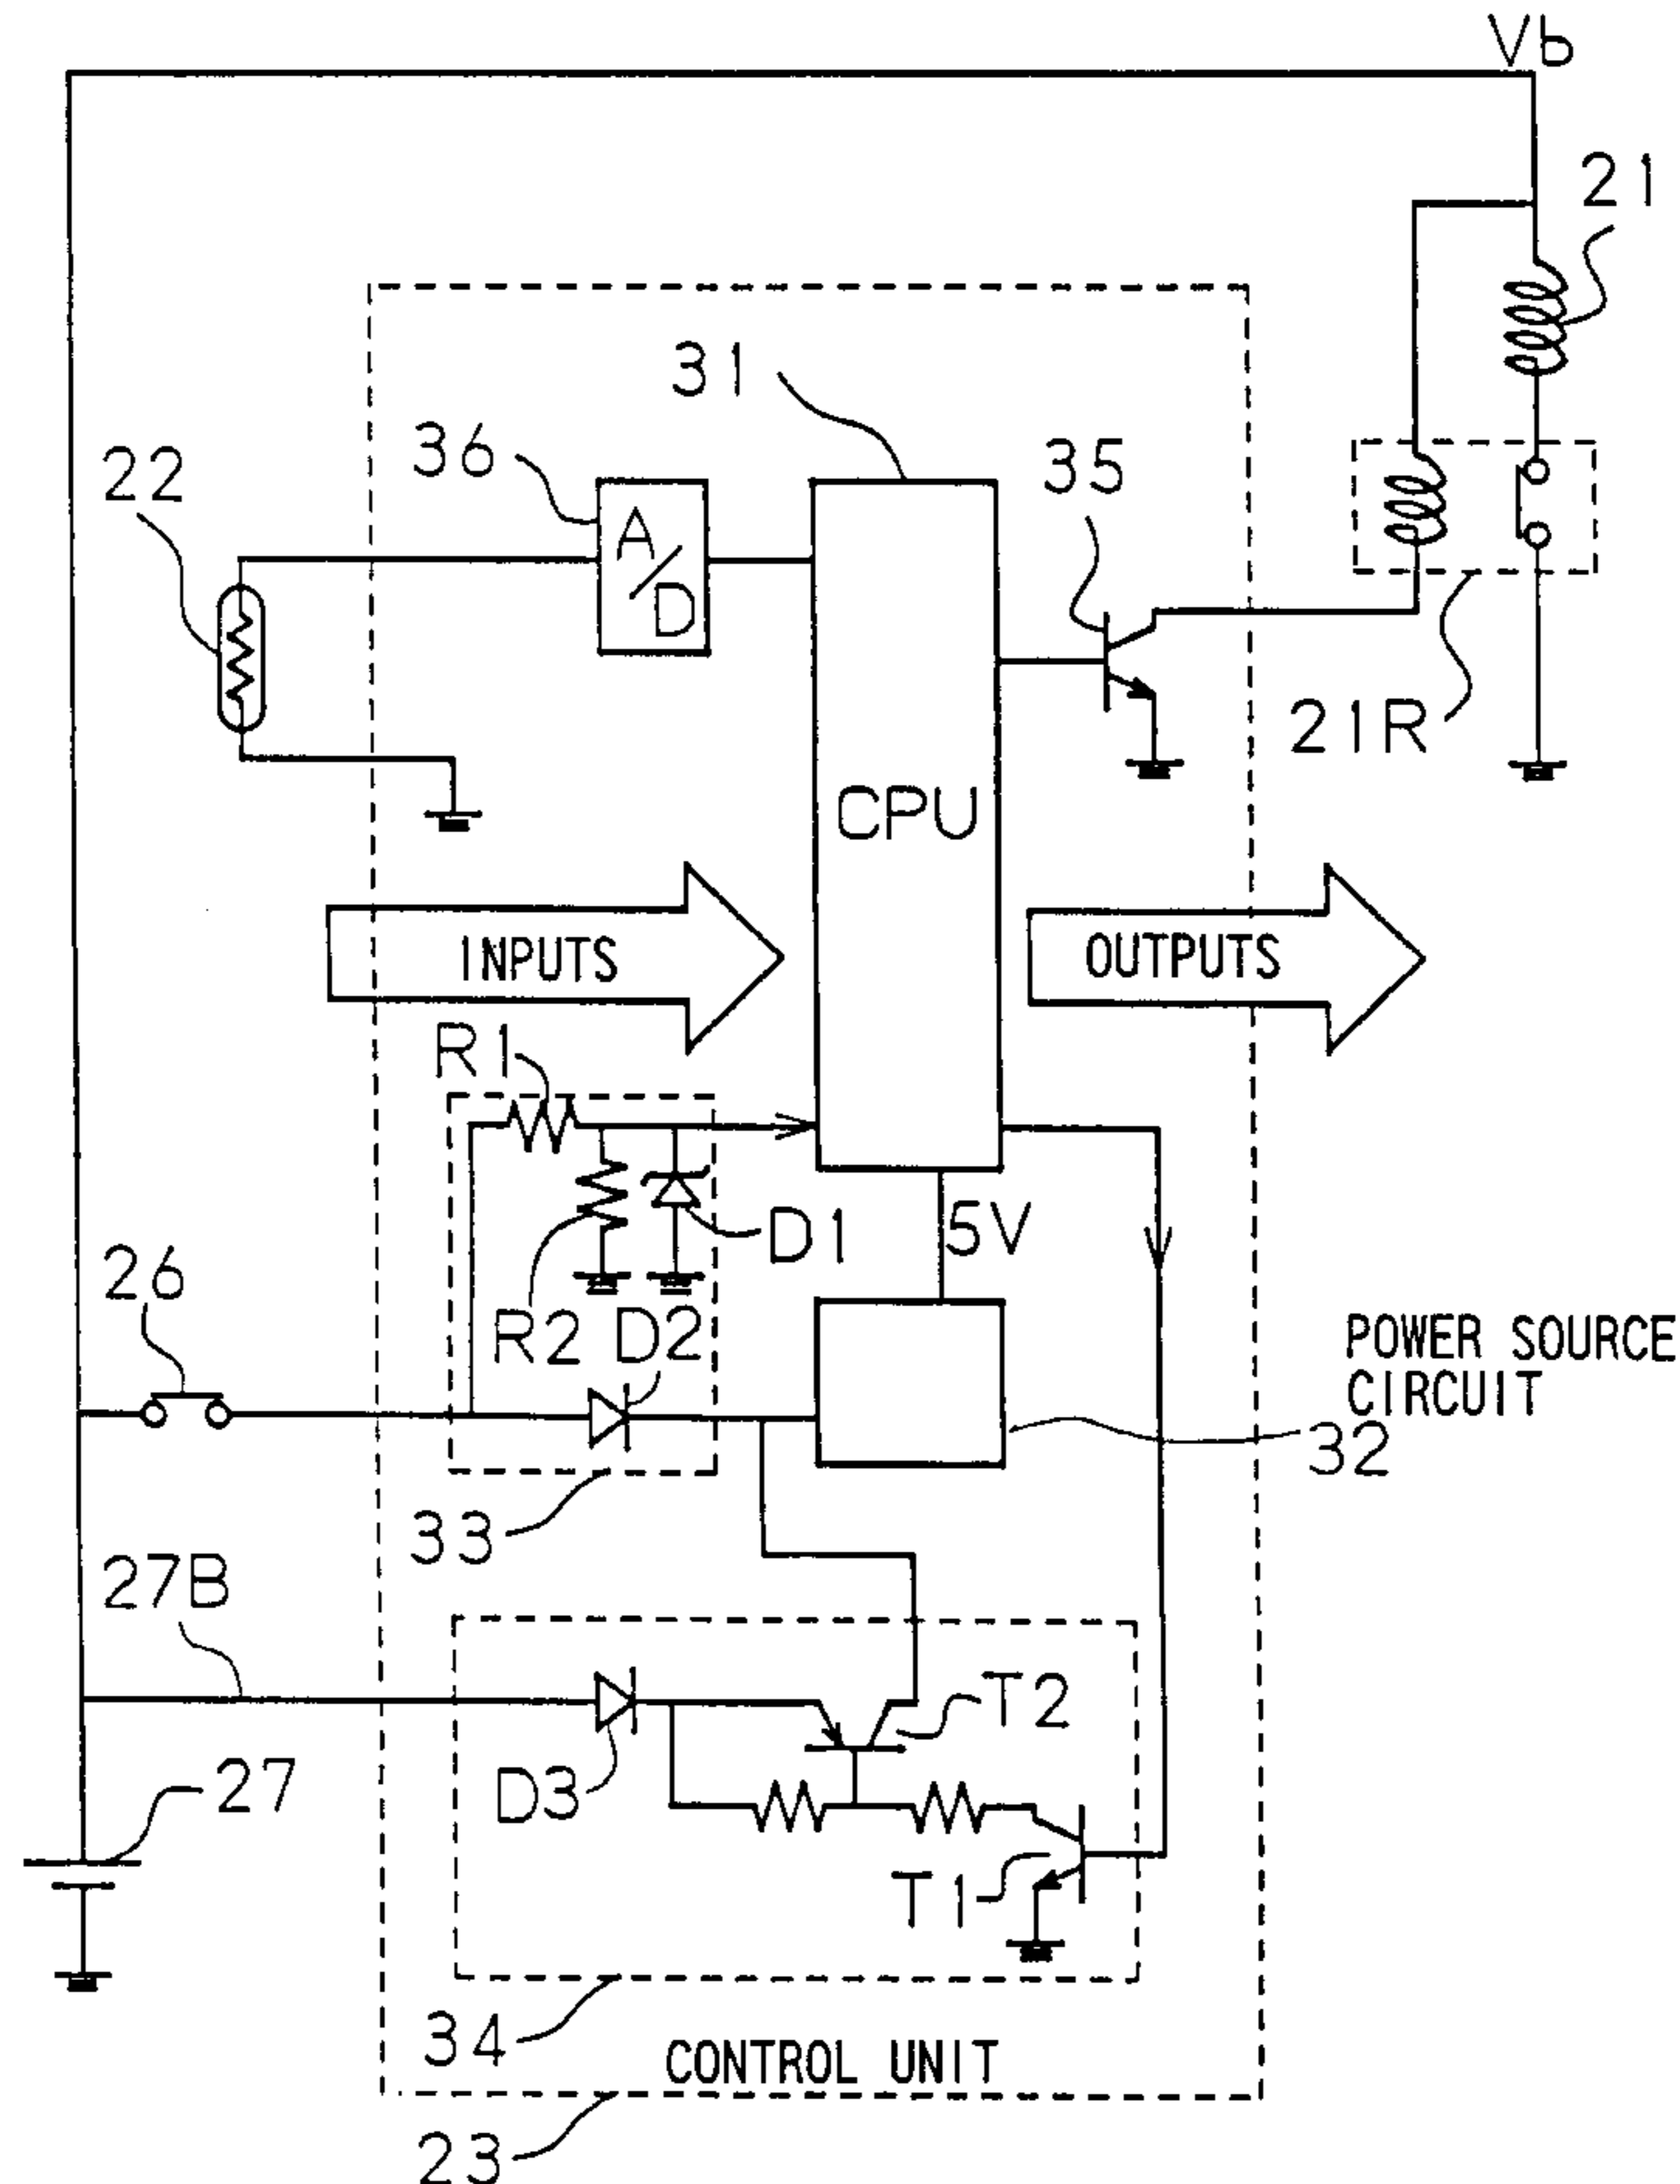 Vb
21
31
36
35
22
A/D
21R
CPU
INPUTS
OUTPUTS
R1
D1
5V
26
R2
D2
POWER SOURCE
CIRCUIT
32
33
27B
T2
D3
27
T1
34
CONTROL UNIT
23